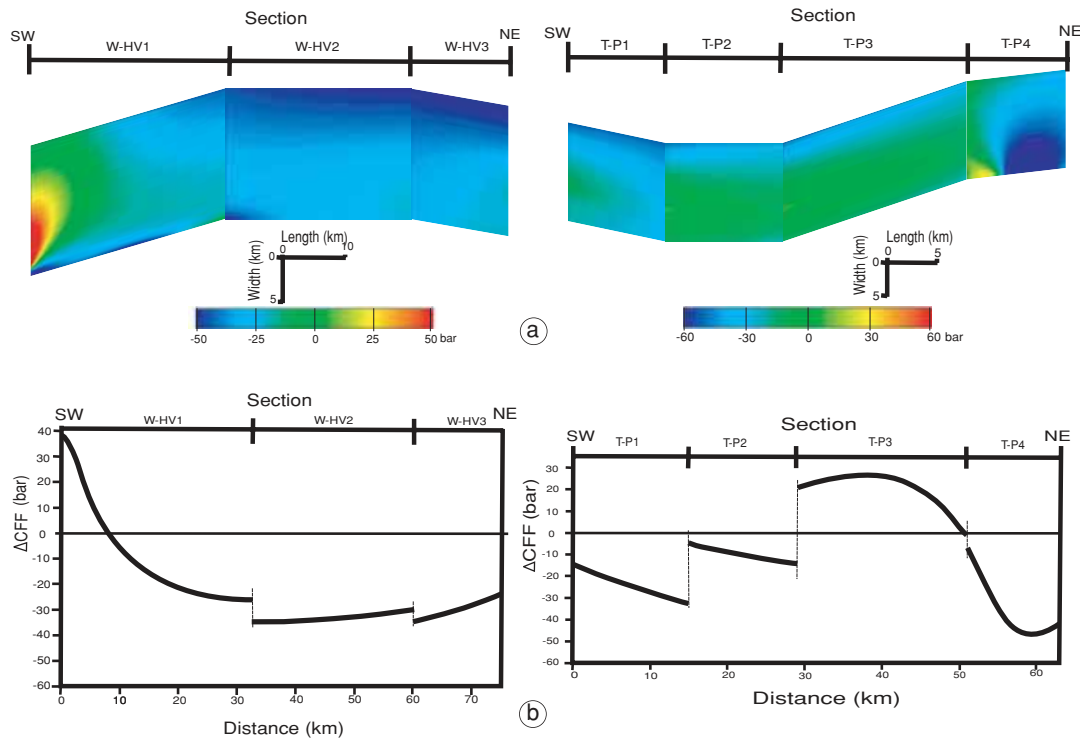 Section
SW
W-HV1
W-HV2
W-HV3
NE
Length (km)
0
10
0
Width (km)
5
-50
-25
0
25
50 bar
Section
SW
T-P1
T-P2
T-P3
T-P4
NE
Length (km)
0
5
0
Width (km)
5
-60
-30
0
30
60 bar
a
Section
SW
W-HV1
W-HV2
W-HV3
NE
40
30
20
10
0
-10
-20
-30
-40
-50
-60
ΔCFF (bar)
0
10
20
30
40
50
60
70
Distance (km)
Section
SW
T-P1
T-P2
T-P3
T-P4
NE
30
20
10
0
-10
-20
-30
-40
-50
-60
ΔCFF (bar)
0
10
20
30
40
50
60
Distance (km)
b